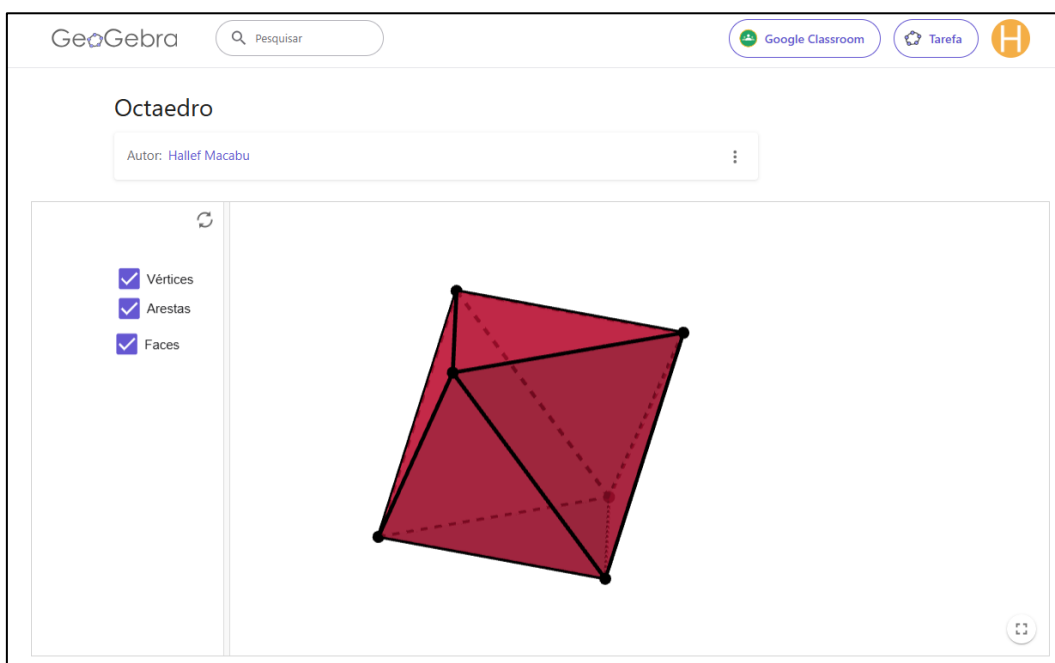 GeoGebra
Pesquisar
Google Classroom
Tarefa
H
Octaedro
Autor: Hallef Macabu
Vértices
Arestas
Faces